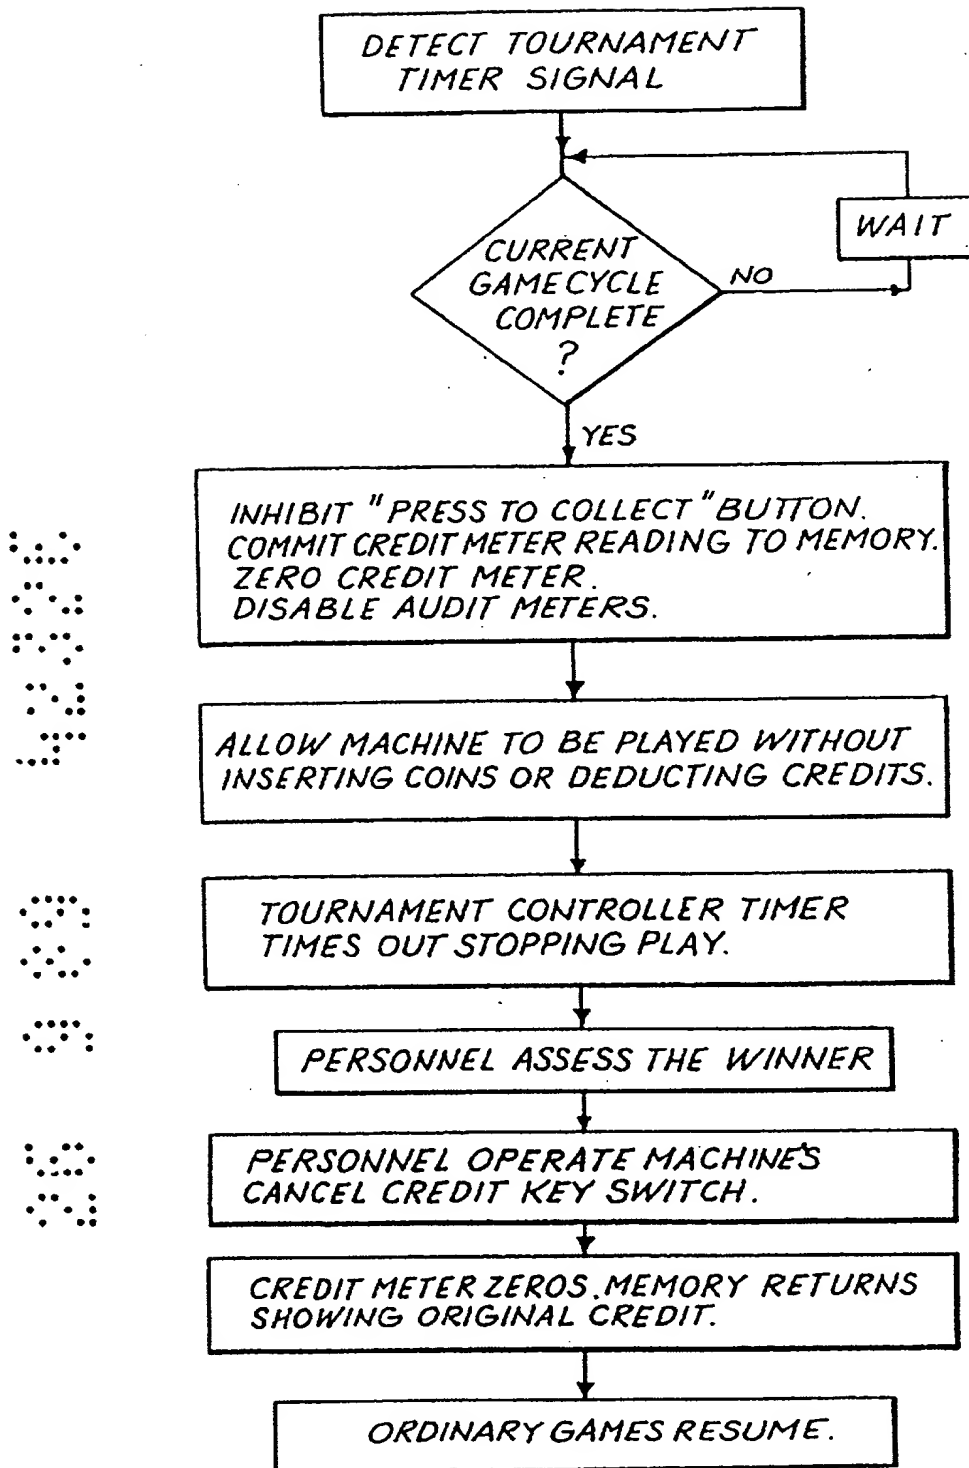 DETECT TOURNAMENT
TIMER SIGNAL
WAIT
CURRENT
GAME CYCLE
COMPLETE
?
NO
YES
INHIBIT "PRESS TO COLLECT" BUTTON.
COMMIT CREDIT METER READING TO MEMORY.
ZERO CREDIT METER.
DISABLE AUDIT METERS.
ALLOW MACHINE TO BE PLAYED WITHOUT
INSERTING COINS OR DEDUCTING CREDITS.
TOURNAMENT CONTROLLER TIMER
TIMES OUT STOPPING PLAY.
PERSONNEL ASSESS THE WINNER
PERSONNEL OPERATE MACHINE'S
CANCEL CREDIT KEY SWITCH.
CREDIT METER ZEROS. MEMORY RETURNS
SHOWING ORIGINAL CREDIT.
ORDINARY GAMES RESUME.